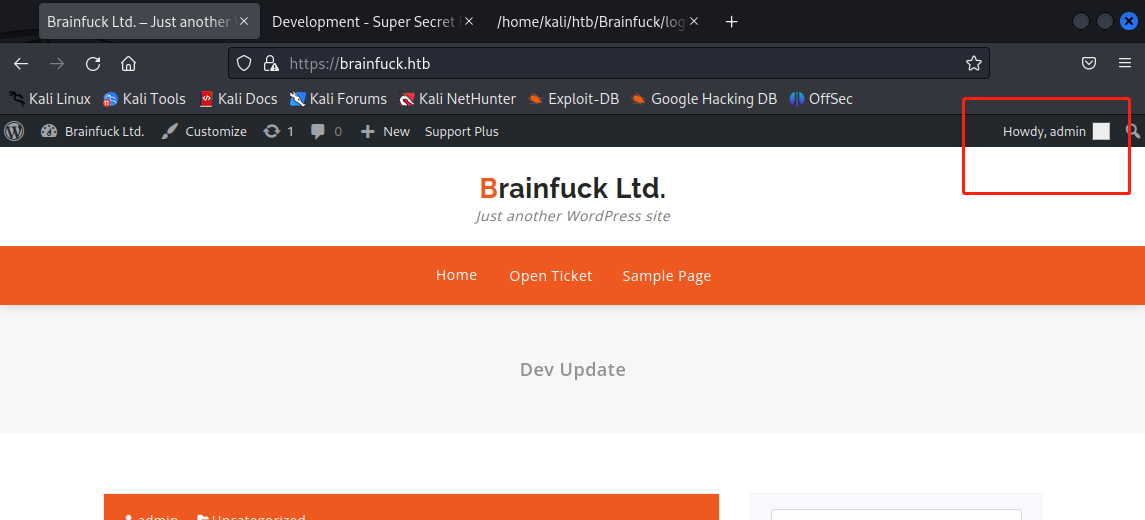 Brainfuck Ltd. – Just another W
Development - Super Secret F
/home/kali/htb/Brainfuck/log
https://brainfuck.htb
Kali Linux Kali Tools Kali Docs Kali Forums Kali NetHunter Exploit-DB Google Hacking DB OffSec
Brainfuck Ltd. Customize 1 0 New Support Plus Howdy, admin
Brainfuck Ltd.
Just another WordPress site
Home Open Ticket Sample Page
Dev Update
admin Uncategorized